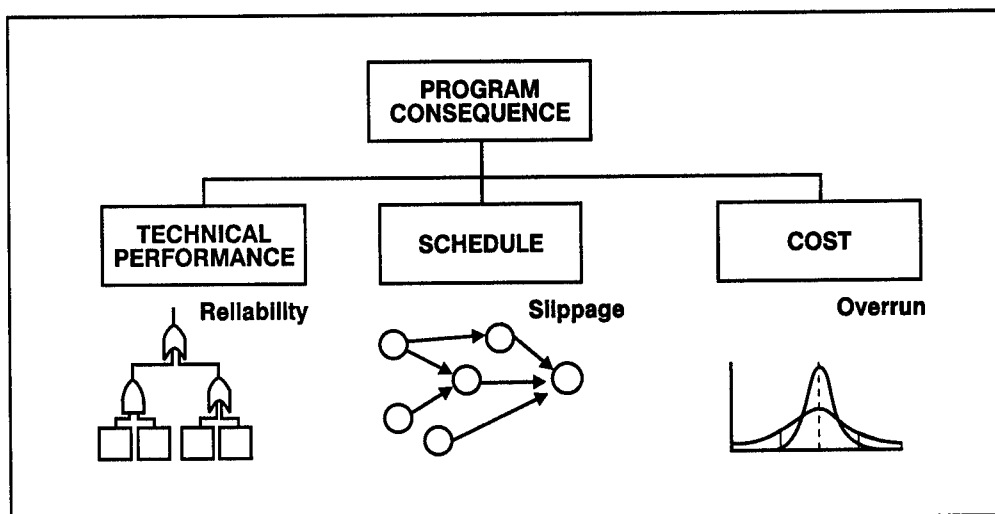 PROGRAM
CONSEQUENCE
TECHNICAL
PERFORMANCE
SCHEDULE
COST
Reliability
Slippage
Overrun